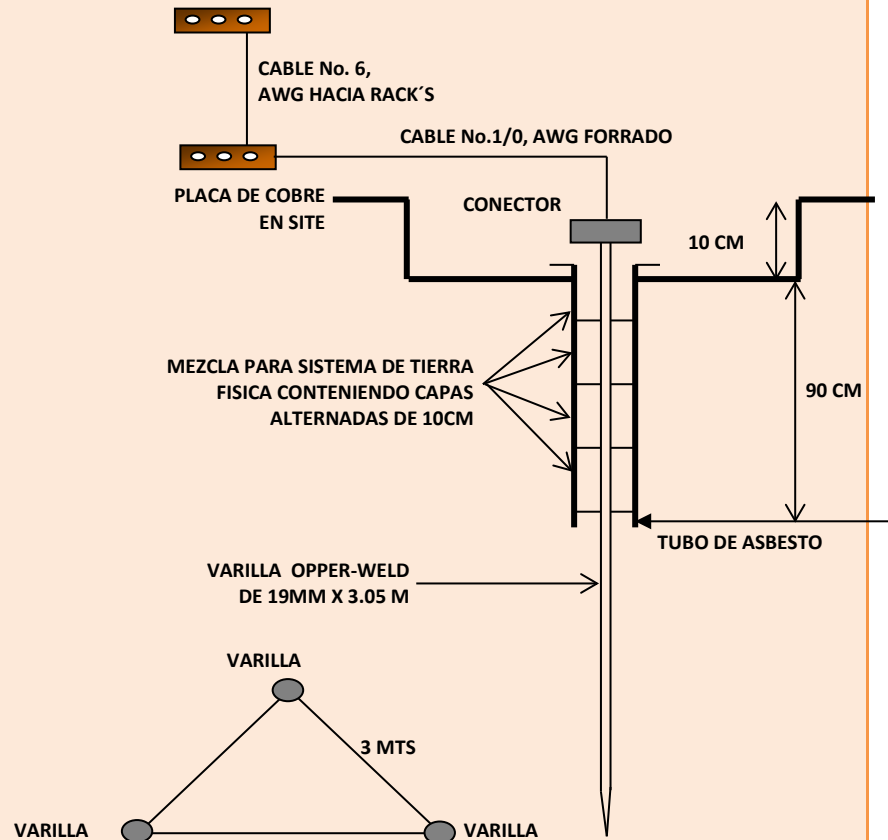 CABLE No. 6,
AWG HACIA RACK´S
CABLE No.1/0, AWG FORRADO
PLACA DE COBRE
EN SITE
CONECTOR
10 CM
MEZCLA PARA SISTEMA DE TIERRA
FISICA CONTENIENDO CAPAS
ALTERNADAS DE 10CM
90 CM
TUBO DE ASBESTO
VARILLA OPPER-WELD
DE 19MM X 3.05 M
VARILLA
3 MTS
VARILLA
VARILLA